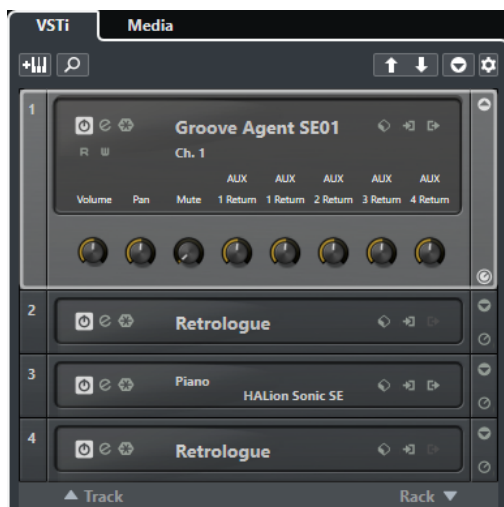 VSTi Media
1
Groove Agent SE01
R W
Ch. 1
AUX AUX AUX AUX AUX
Volume Pan Mute 1 Return 1 Return 2 Return 3 Return 4 Return
2
Retrologue
3
Piano
HALion Sonic SE
4
Retrologue
Track Rack